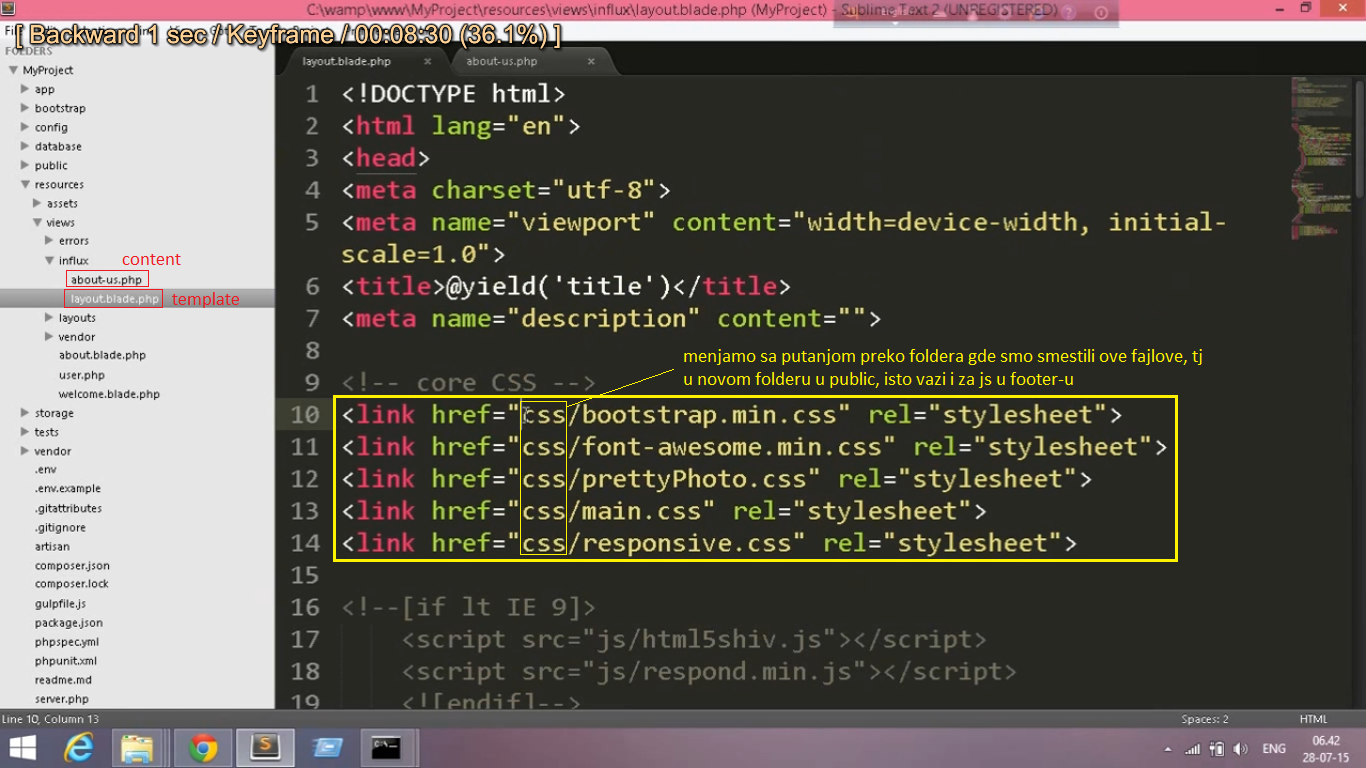 C:\wamp\www\MyProject\resources\views\influx\layout.blade.php (MyProject) - Sublime Text 2 (UNREGISTERED)
[ Backward 1 sec / Keyframe / 00:08:30 (36.1%) ]
FOLDERS
MyProject
app
bootstrap
config
database
public
resources
assets
views
errors
influx
content
about-us.php
layout.blade.php
template
layouts
vendor
about.blade.php
user.php
welcome.blade.php
storage
tests
vendor
.env
.env.example
.gitattributes
.gitignore
artisan
composer.json
composer.lock
gulpfile.js
package.json
phpspec.yml
phpunit.xml
readme.md
server.php
layout.blade.php × about-us.php ×
1 <!DOCTYPE html>
2 <html lang="en">
3 <head>
4 <meta charset="utf-8">
5 <meta name="viewport" content="width=device-width, initial-
scale=1.0">
6 <title>@yield('title')</title>
7 <meta name="description" content="">
8
menjamo sa putanjom preko foldera gde smo smestili ove fajlove, tj
u novom folderu u public, isto vazi i za js u footer-u
9 <!-- core CSS -->
10 <link href="css/bootstrap.min.css" rel="stylesheet">
11 <link href="css/font-awesome.min.css" rel="stylesheet">
12 <link href="css/prettyPhoto.css" rel="stylesheet">
13 <link href="css/main.css" rel="stylesheet">
14 <link href="css/responsive.css" rel="stylesheet">
15
16 <!--[if lt IE 9]>
17 <script src="js/html5shiv.js"></script>
18 <script src="js/respond.min.js"></script>
19 <![endif]-->
Line 10, Column 13
Spaces: 2
HTML
ENG
06.42
28-07-15